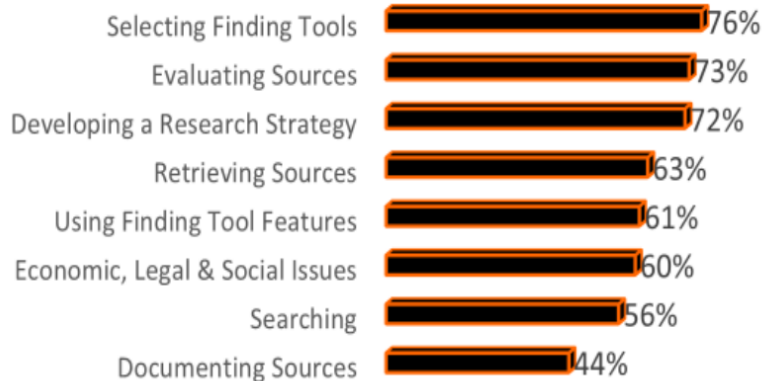 Selecting Finding Tools 76%
Evaluating Sources 73%
Developing a Research Strategy 72%
Retrieving Sources 63%
Using Finding Tool Features 61%
Economic, Legal & Social Issues 60%
Searching 56%
Documenting Sources 44%